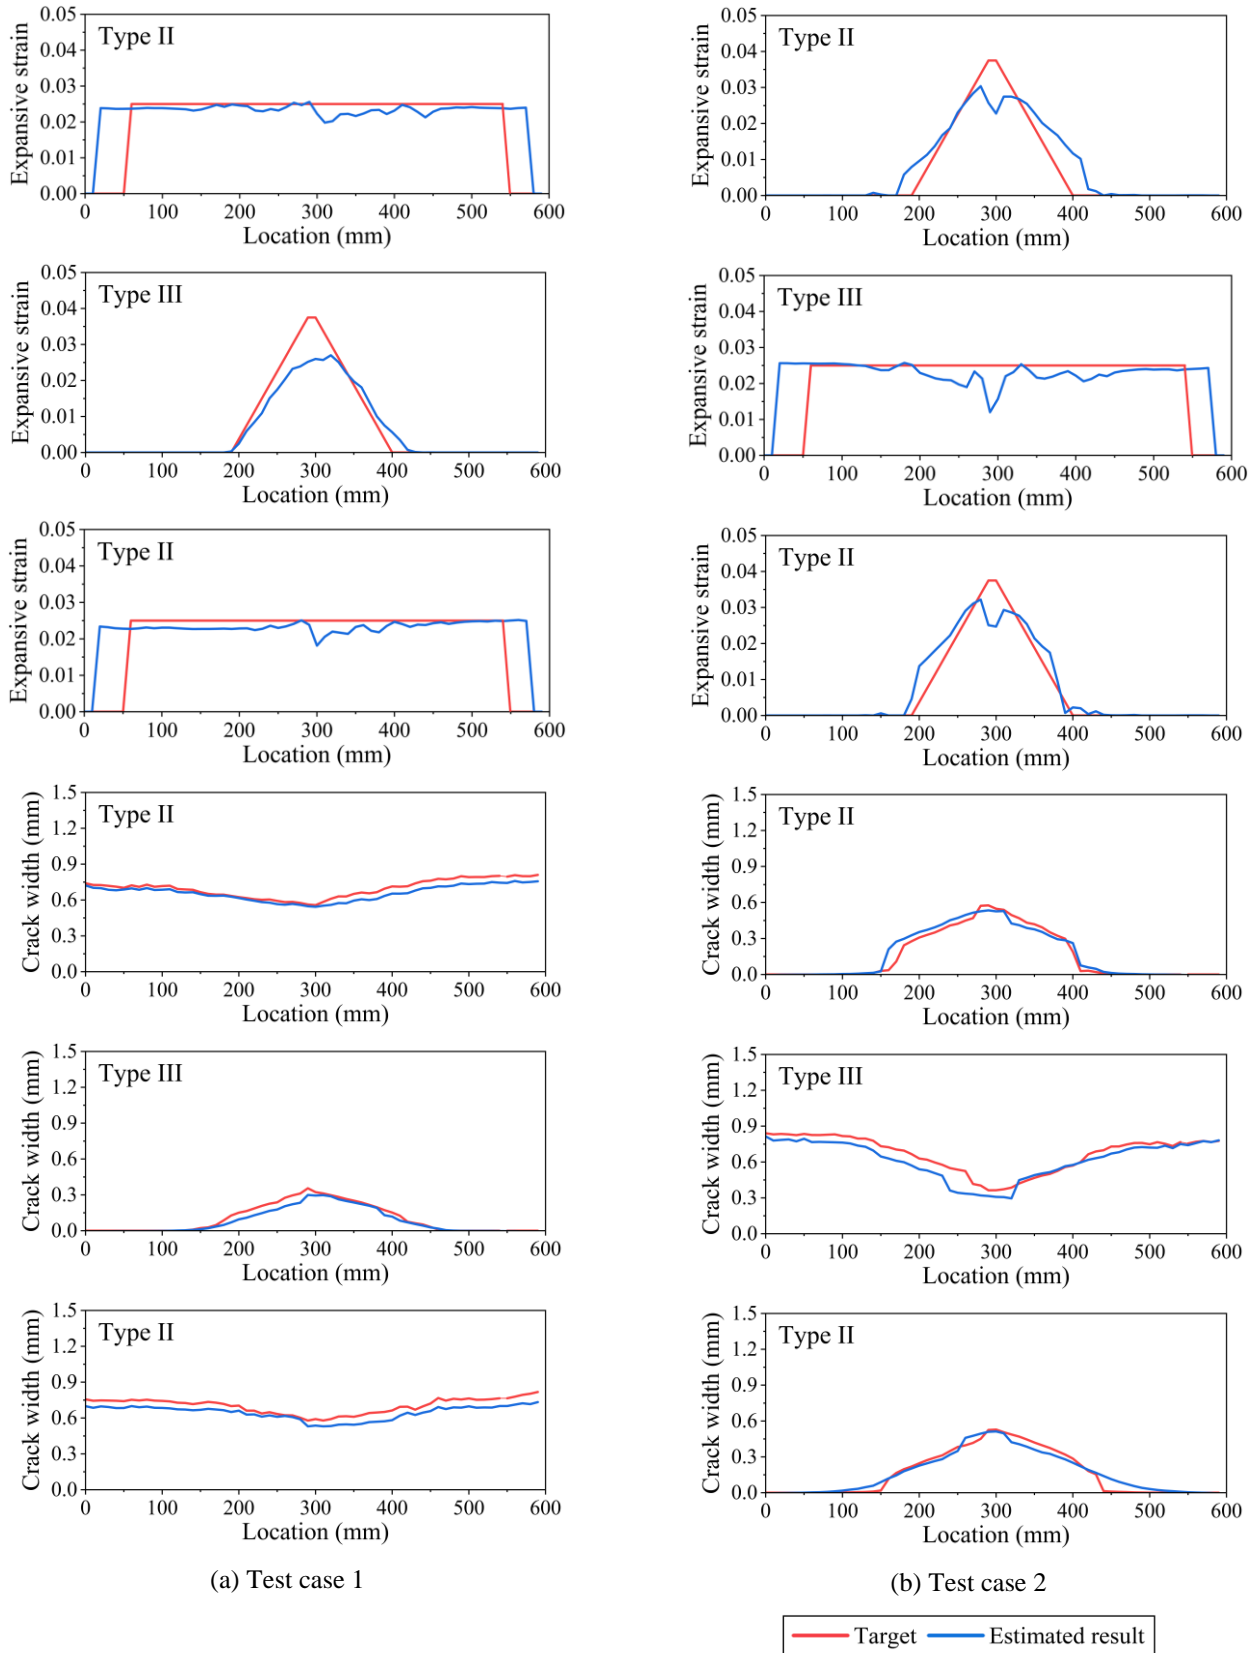 Type II
Expansive strain
0.05
0.04
0.03
0.02
0.01
0.00
0 100 200 300 400 500 600
Location (mm)
Type III
Expansive strain
0.05
0.04
0.03
0.02
0.01
0.00
0 100 200 300 400 500 600
Location (mm)
Type II
Expansive strain
0.05
0.04
0.03
0.02
0.01
0.00
0 100 200 300 400 500 600
Location (mm)
Type II
Crack width (mm)
1.5
1.2
0.9
0.6
0.3
0.0
0 100 200 300 400 500 600
Location (mm)
Type III
Crack width (mm)
1.5
1.2
0.9
0.6
0.3
0.0
0 100 200 300 400 500 600
Location (mm)
Type II
Crack width (mm)
1.5
1.2
0.9
0.6
0.3
0.0
0 100 200 300 400 500 600
Location (mm)
(a) Test case 1
Type II
Expansive strain
0.05
0.04
0.03
0.02
0.01
0.00
0 100 200 300 400 500 600
Location (mm)
Type III
Expansive strain
0.05
0.04
0.03
0.02
0.01
0.00
0 100 200 300 400 500 600
Location (mm)
Type II
Expansive strain
0.05
0.04
0.03
0.02
0.01
0.00
0 100 200 300 400 500 600
Location (mm)
Type II
Crack width (mm)
1.5
1.2
0.9
0.6
0.3
0.0
0 100 200 300 400 500 600
Location (mm)
Type III
Crack width (mm)
1.5
1.2
0.9
0.6
0.3
0.0
0 100 200 300 400 500 600
Location (mm)
Type II
Crack width (mm)
1.5
1.2
0.9
0.6
0.3
0.0
0 100 200 300 400 500 600
Location (mm)
(b) Test case 2
Target Estimated result